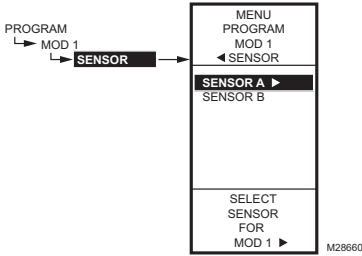 PROGRAM
MOD 1
SENSOR
MENU
PROGRAM
MOD 1
◀ SENSOR
SENSOR A ▶
SENSOR B
SELECT
SENSOR
FOR
MOD 1 ▶
M28660